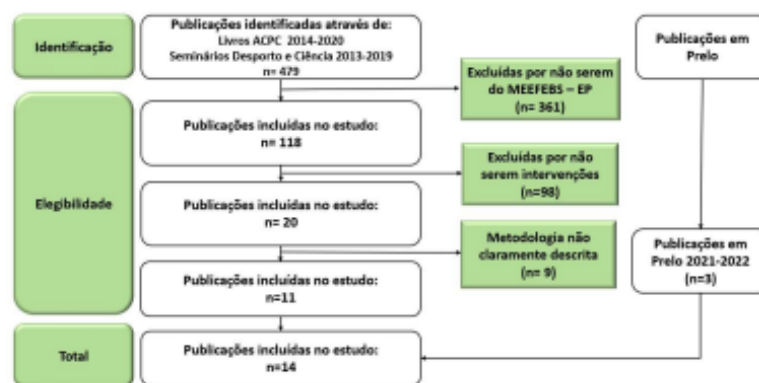 Identificação
Publicações identificadas através de:
Livros ACPC 2014-2020
Seminários Desporto e Ciência 2013-2019
n= 479
Publicações em
Prelo
Excluídas por não serem
do MEEFEBS – EP
(n= 361)
Elegibilidade
Publicações incluídas no estudo:
n= 118
Excluídas por não
serem intervenções
(n=98)
Publicações incluídas no estudo:
n= 20
Metodologia não
claramente descrita
(n= 9)
Publicações em
Prelo 2021-2022
(n=3)
Publicações incluídas no estudo:
n=11
Total
Publicações incluídas no estudo:
n=14